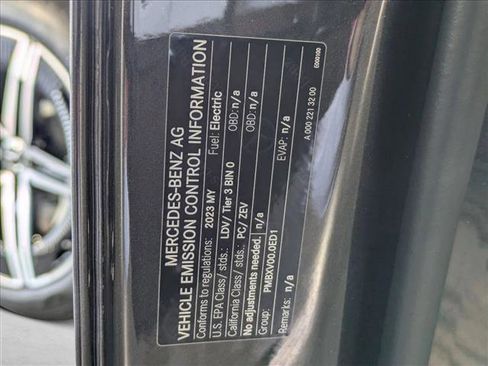 MERCEDES-BENZ AG
VEHICLE EMISSION CONTROL INFORMATION
Conforms to regulations: 2023 MY Fuel: Electric
U.S. EPA Class/ stds.: LDV/ Tier 3 BIN 0 OBD: n/a
California Class/ stds.: PC/ ZEV OBD: n/a
No adjustments needed. n/a
Group: PMBXV00.0ED1 EVAP: n/a
Remarks: n/a
A 000 221 32 00